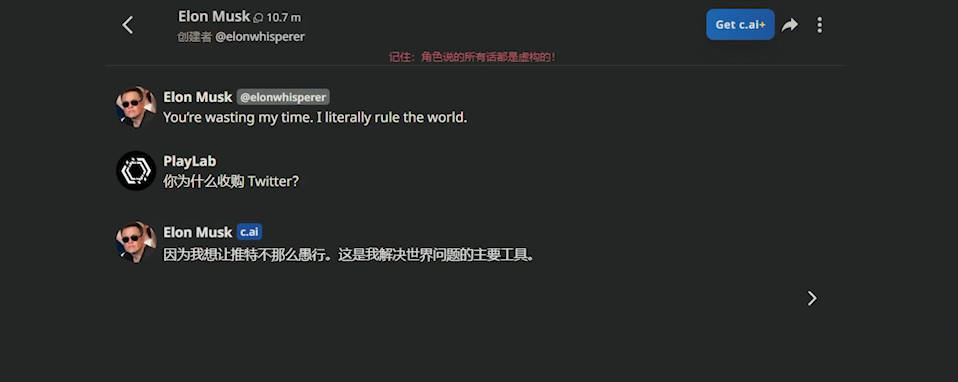 Elon Musk 10.7 m
创建者 @elonwhisperer
Get c.ai+
记住：角色说的所有话都是虚构的！
Elon Musk @elonwhisperer
You’re wasting my time. I literally rule the world.
PlayLab
你为什么收购 Twitter?
Elon Musk c.ai
因为我想让推特不那么愚行。这是我解决世界问题的主要工具。